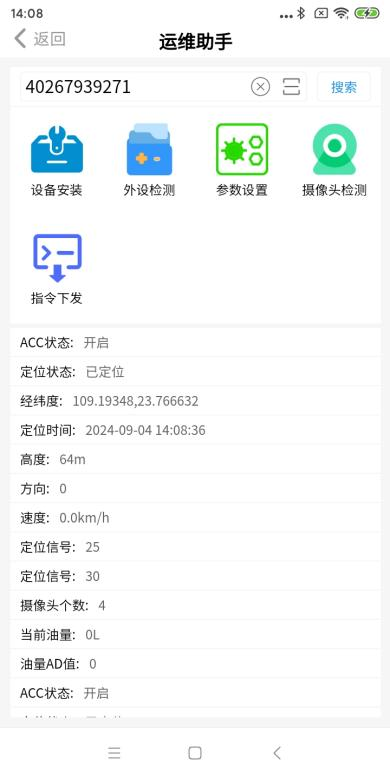 14:08
返回
运维助手
40267939271
搜索
设备安装
外设检测
参数设置
摄像头检测
指令下发
ACC状态: 开启
定位状态: 已定位
经纬度: 109.19348,23.766632
定位时间: 2024-09-04 14:08:36
高度: 64m
方向: 0
速度: 0.0km/h
定位信号: 25
定位信号: 30
摄像头个数: 4
当前油量: 0L
油量AD值: 0
ACC状态: 开启